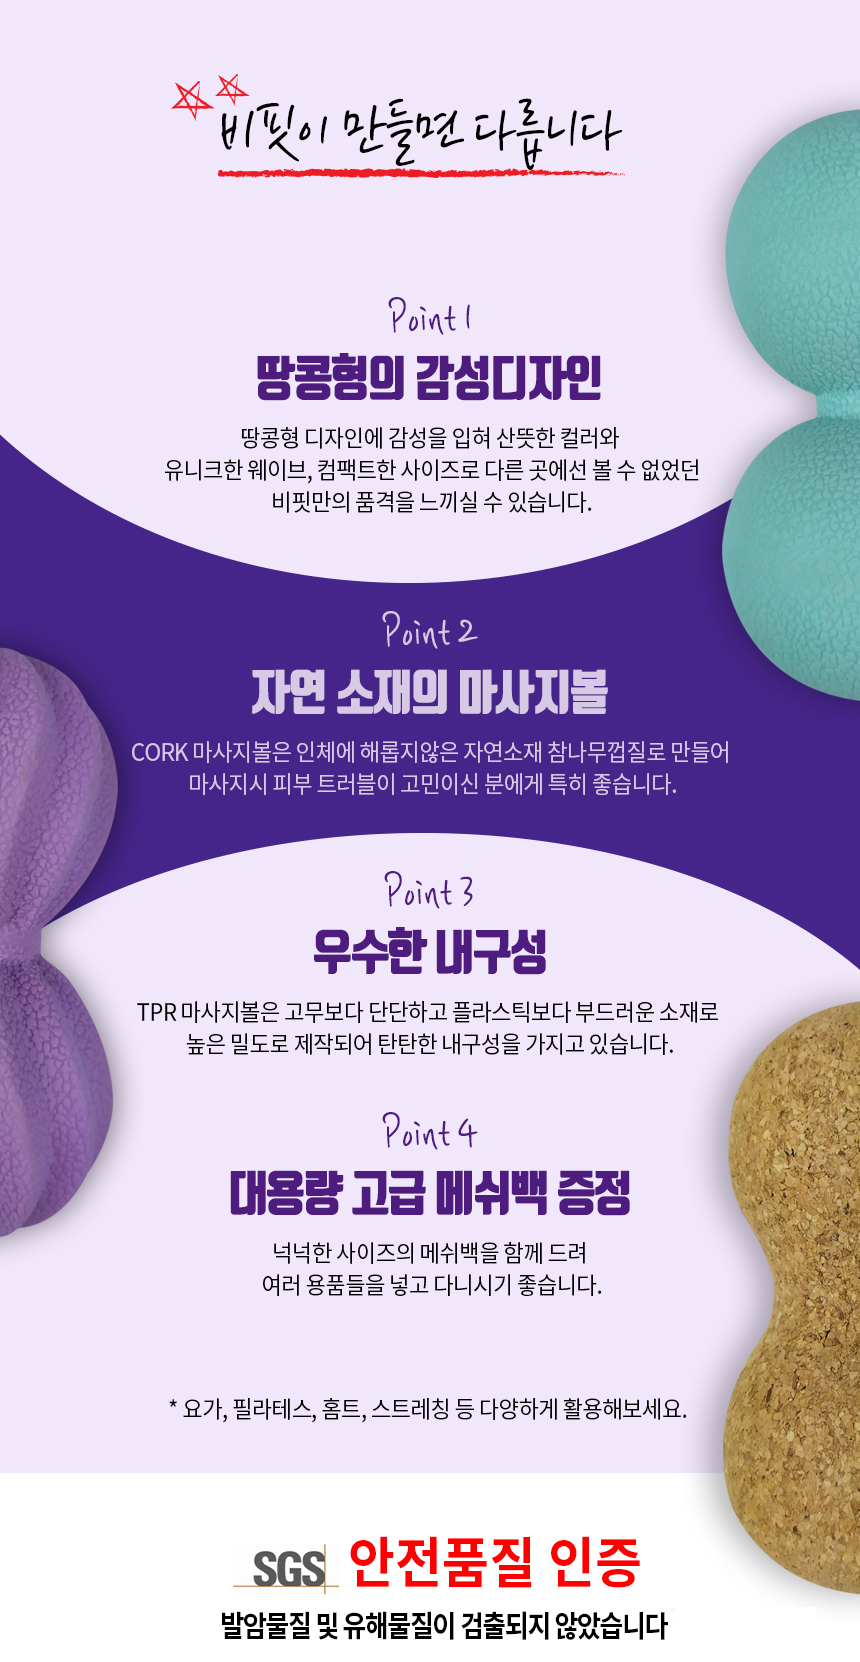 비핏이 만들면 다릅니다
Point 1
땅콩형의 감성디자인
땅콩형 디자인에 감성을 입혀 산뜻한 컬러와
유니크한 웨이브, 컴팩트한 사이즈로 다른 곳에선 볼 수 없었던
비핏만의 품격을 느끼실 수 있습니다.
Point 2
자연 소재의 마사지볼
CORK 마사지볼은 인체에 해롭지않은 자연소재 참나무껍질로 만들어
마사지시 피부 트러블이 고민이신 분에게 특히 좋습니다.
Point 3
우수한 내구성
TPR 마사지볼은 고무보다 단단하고 플라스틱보다 부드러운 소재로
높은 밀도로 제작되어 탄탄한 내구성을 가지고 있습니다.
Point 4
대용량 고급 메쉬백 증정
넉넉한 사이즈의 메쉬백을 함께 드려
여러 용품들을 넣고 다니시기 좋습니다.
* 요가, 필라테스, 홈트, 스트레칭 등 다양하게 활용해보세요.
SGS 안전품질 인증
발암물질 및 유해물질이 검출되지 않았습니다